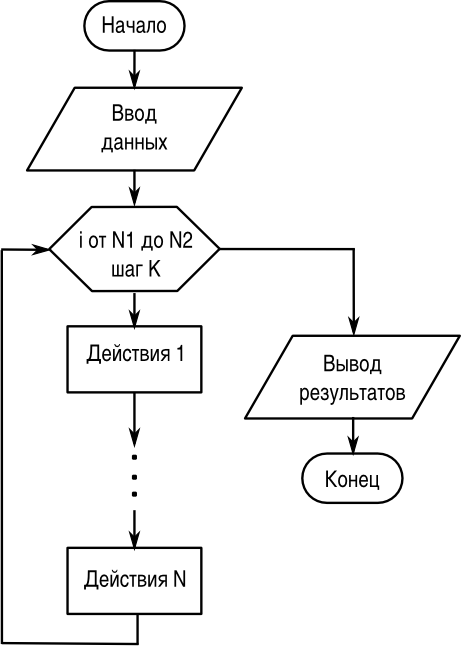 Начало
Ввод
данных
i от N1 до N2
шаг K
Действия 1
Вывод
результатов
Конец
Действия N